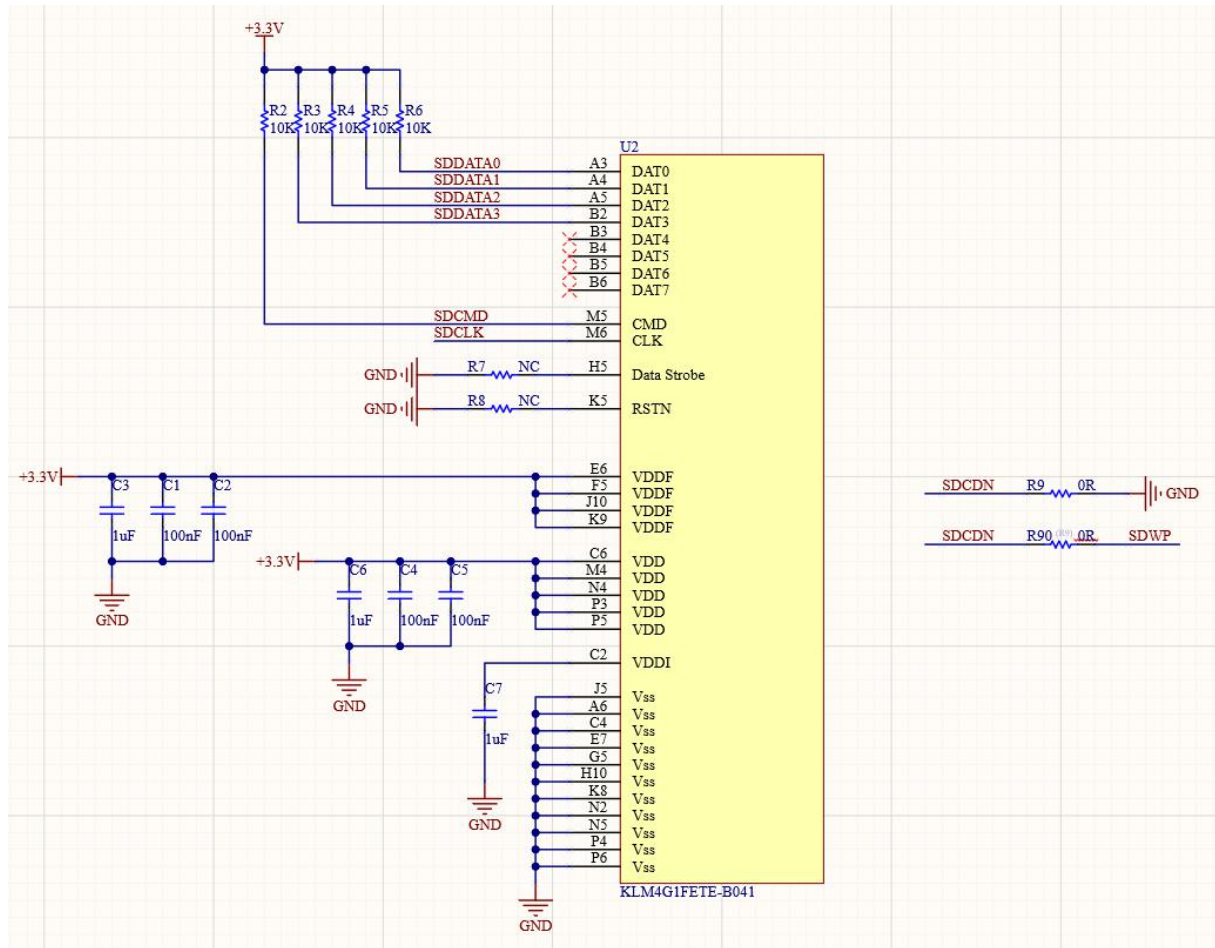 +3.3V
R2 R3 R4 R5 R6
10K 10K 10K 10K 10K
U2
SDDATA0 A3 DAT0
SDDATA1 A4 DAT1
SDDATA2 A5 DAT2
SDDATA3 B2 DAT3
B3 DAT4
B4 DAT5
B5 DAT6
B6 DAT7
SDCMD M5 CMD
SDCLK M6 CLK
GND R7 NC H5 Data Strobe
GND R8 NC K5 RSTN
+3.3V E6 VDDF
C3 C1 C2 F5 VDDF
J10 VDDF
1uF 100nF 100nF K9 VDDF
GND
SDCDN R9 0R GND
SDCDN R90 0R SDWP
+3.3V C6 VDD
C6 C4 C5 M4 VDD
N4 VDD
1uF 100nF 100nF P3 VDD
P5 VDD
GND
C2 VDDI
C7
1uF
GND
J5 Vss
A6 Vss
C4 Vss
E7 Vss
G5 Vss
H10 Vss
K8 Vss
N2 Vss
N5 Vss
P4 Vss
P6 Vss
GND
KLM4G1FETE-B041